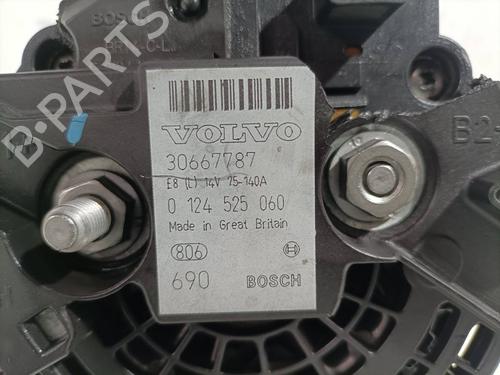 BOSCH
B-PARTS
VOLVO
30667787
E8 (L) 14V 75-140A
0 124 525 060
Made in Great Britain
806
690 BOSCH
B2